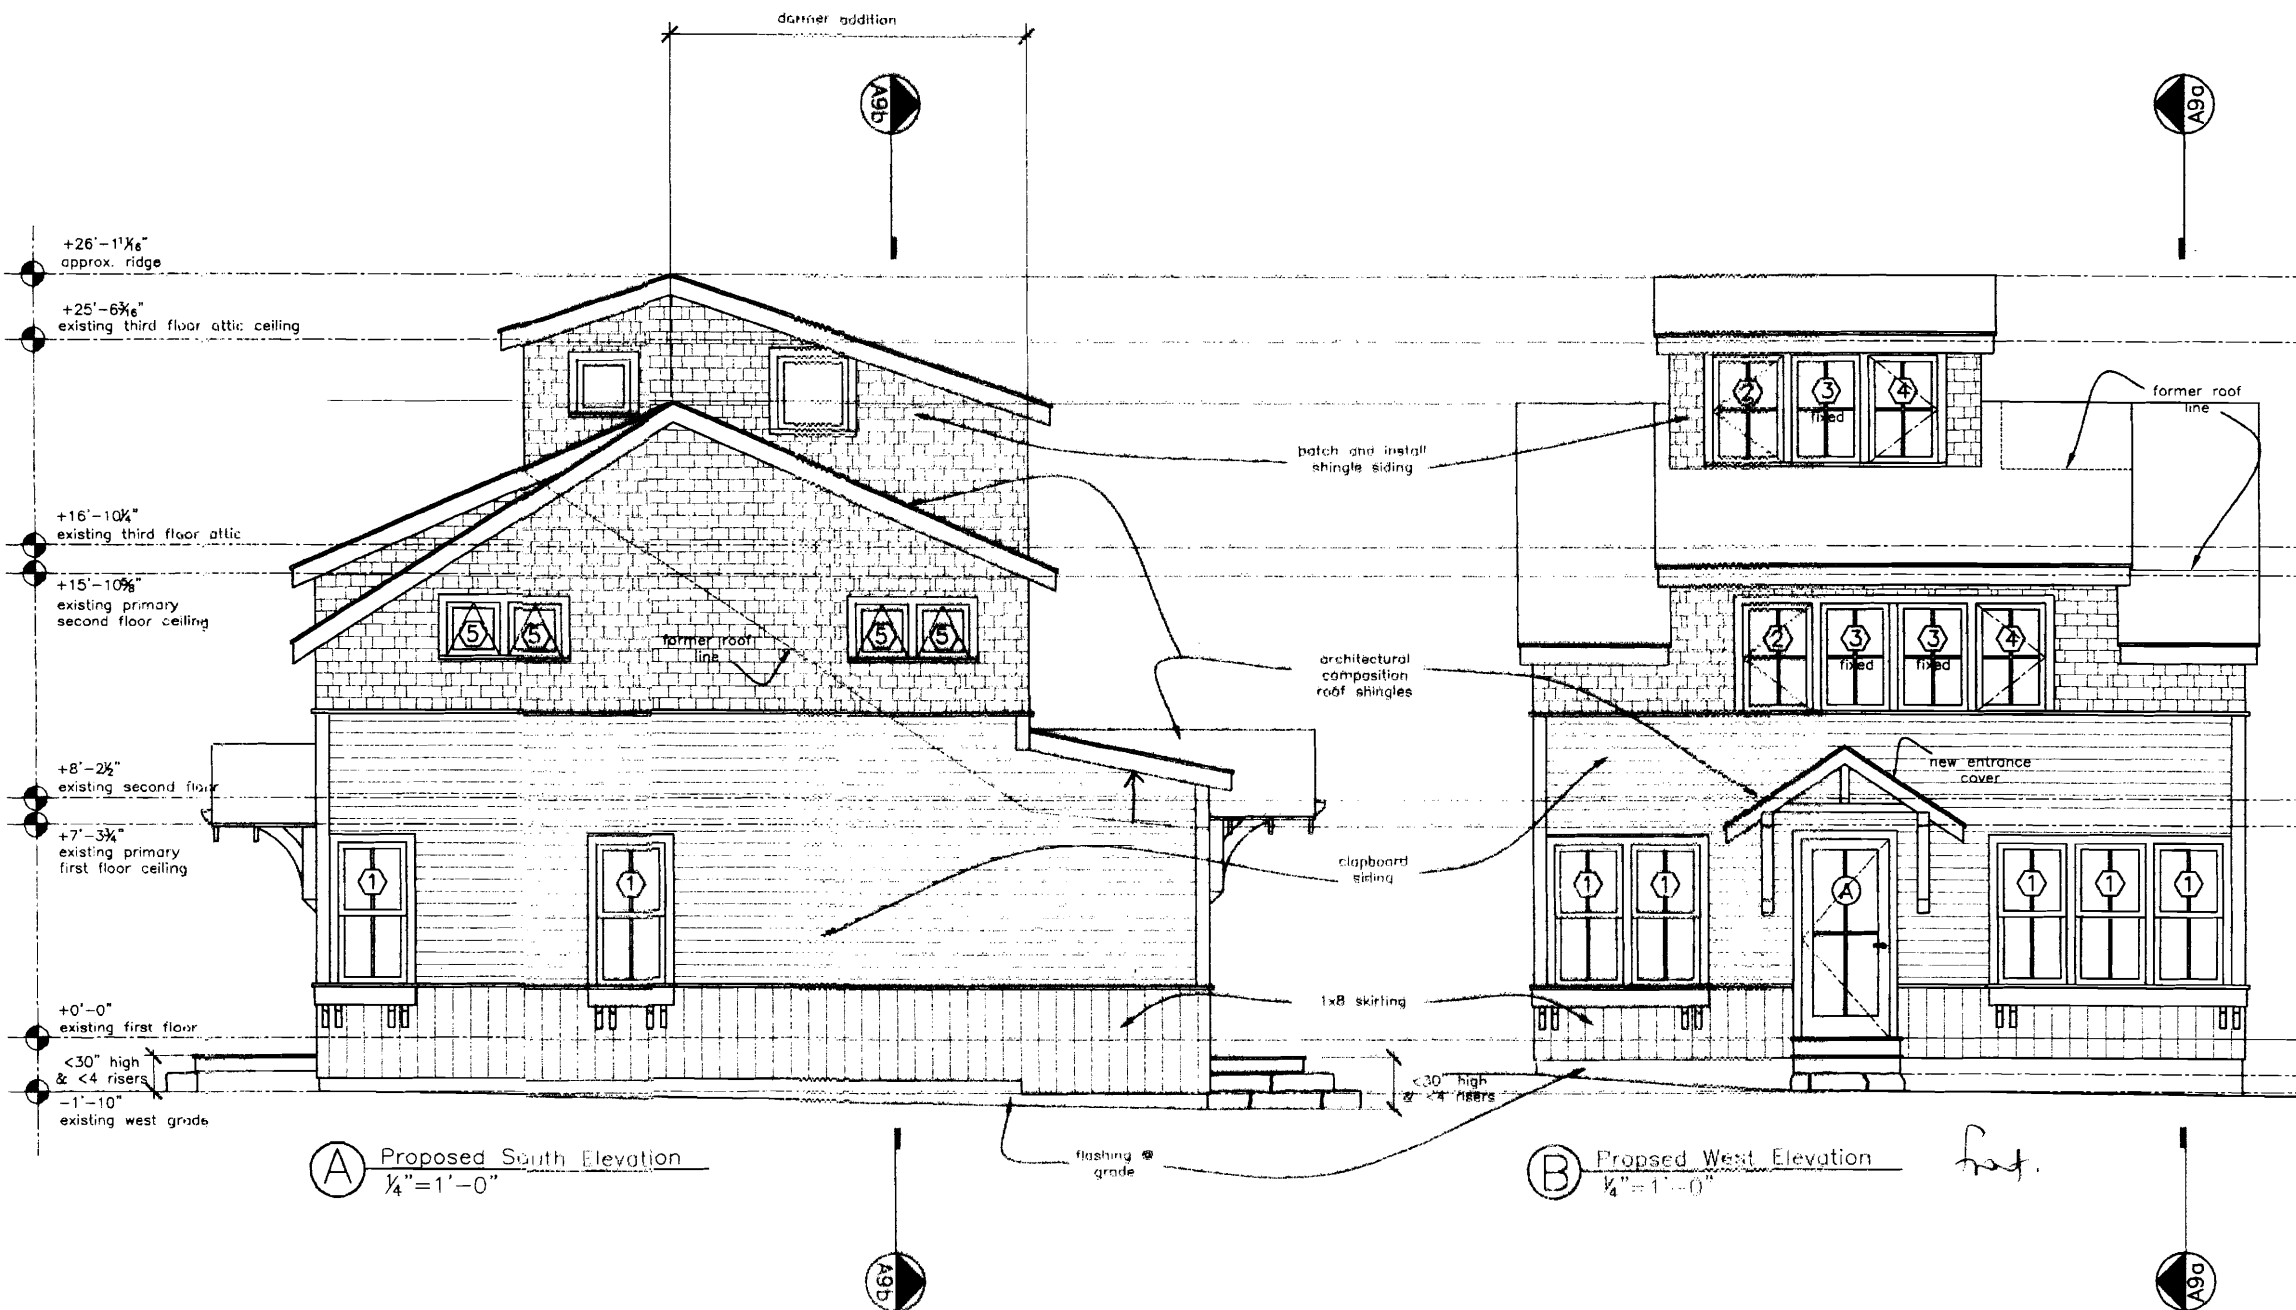 dormer addition
A9b
A9a
+26'-1 1/16"
approx. ridge
+25'-6 3/16"
existing third floor attic ceiling
2
3
4
fixed
former roof
line
patch and install
shingle siding
+16'-10 1/4"
existing third floor attic
+15'-10 5/8"
existing primary
second floor ceiling
5
5
5
5
former roof
line
2
3
3
4
fixed
fixed
architectural
composition
roof shingles
+8'-2 1/2"
existing second floor
new entrance
cover
+7'-3 3/4"
existing primary
first floor ceiling
1
1
clapboard
siding
1
1
A
1
1
1
+0'-0"
existing first floor
1x8 skirting
<30" high
& <4 risers
<30" high
& <4 risers
-1'-10"
existing west grade
flashing @
grade
A
Proposed South Elevation
1/4"=1'-0"
B
Propsed West Elevation
1/4"=1'-0"
front.
A9b
A9a